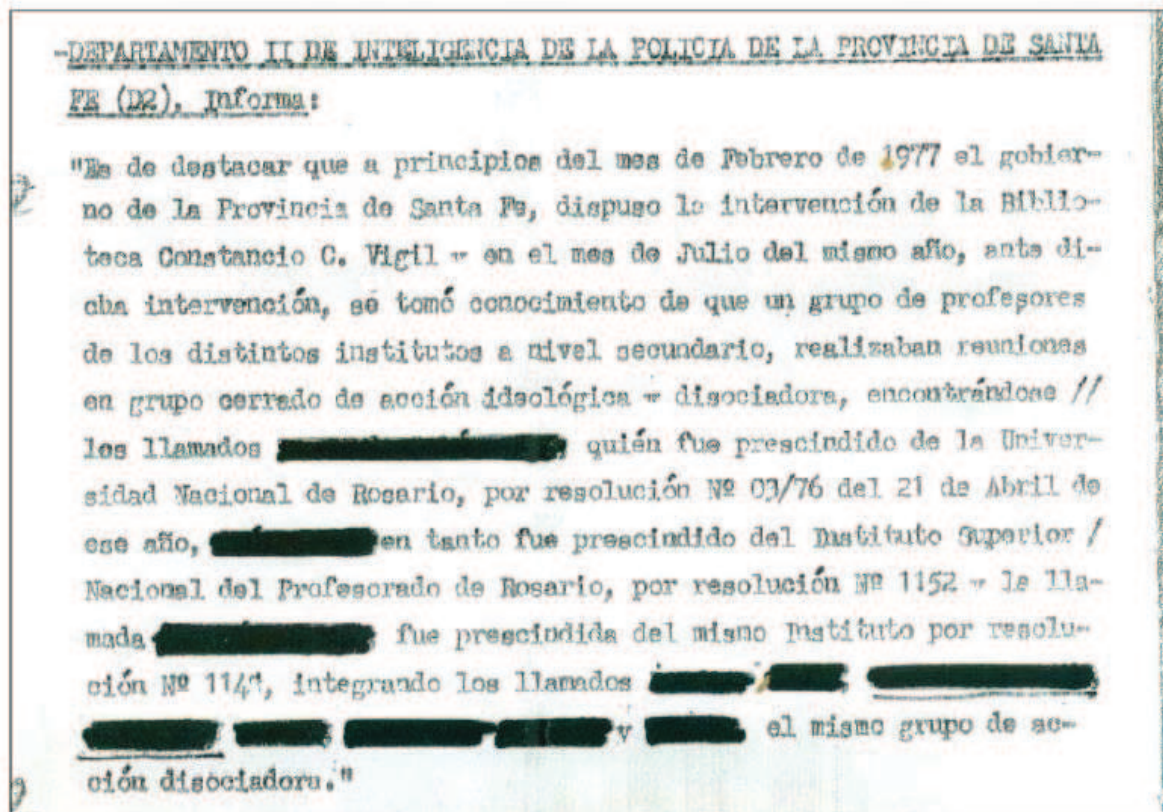 -DEPARTAMENTO II DE INTELIGENCIA DE LA POLICIA DE LA PROVINCIA DE SANTA
FE (D2). Informa:
"Es de destacar que a principios del mes de Febrero de 1977 el gobier-
no de la Provincia de Santa Fe, dispuso la intervención de la Biblio-
teca Constancio C. Vigil - en el mes de Julio del mismo año, ante di-
cha intervención, se tomó conocimiento de que un grupo de profesores
de los distintos institutos a nivel secundario, realizaban reuniones
en grupo cerrado de acción ideológica - disociadora, encontrándose //
los llamados quién fue prescindido de la Univer-
sidad Nacional de Rosario, por resolución Nº 03/76 del 21 de Abril de
ese año, en tanto fue prescindido del Instituto Superior /
Nacional del Profesorado de Rosario, por resolución Nº 1152 - la lla-
mada fue prescindida del mismo Instituto por resolu-
ción Nº integrando los llamados
y el mismo grupo de ac-
ción disociadora."